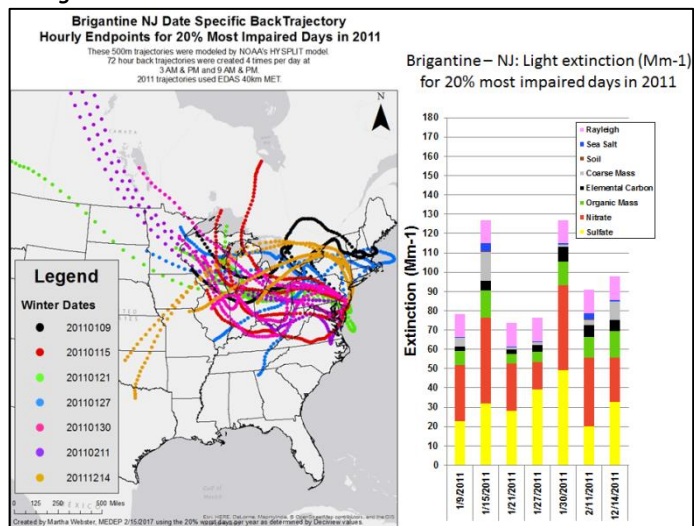 Brigantine NJ Date Specific BackTrajectory
Hourly Endpoints for 20% Most Impaired Days in 2011
These 500m trajectories were modeled by NOAA's HYSPLIT model.
72 hour back trajectories were created 4 times per day at
3 AM & PM and 9 AM & PM.
2011 trajectories used EDAS 40km MET.
N
CANADA
Legend
Winter Dates
20110109
20110115
20110121
20110127
20110130
20110211
20111214
0 125 250 500 Miles
Created by Martha Webster, MEDEP 2/15/2017 using the 20% most days per year as determined by Deciview values.
Brigantine – NJ: Light extinction (Mm-1)
for 20% most impaired days in 2011
Extinction (Mm-1)
180
170
160
150
140
130
120
110
100
90
80
70
60
50
40
30
20
10
0
Rayleigh
Sea Salt
Soil
Coarse Mass
Elemental Carbon
Organic Mass
Nitrate
Sulfate
1/9/2011
1/15/2011
1/21/2011
1/27/2011
1/30/2011
2/11/2011
12/14/2011